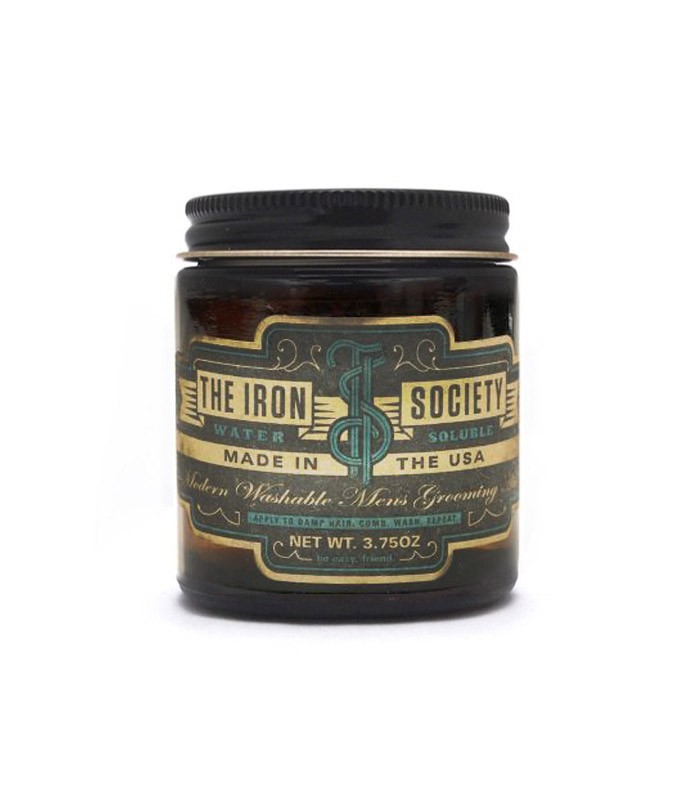 THE IRON SOCIETY
WATER SOLUBLE
MADE IN THE USA
Modern Washable Mens Grooming
APPLY TO DAMP HAIR. COMB. WASH. REPEAT.
NET WT. 3.75OZ
be easy, friend.